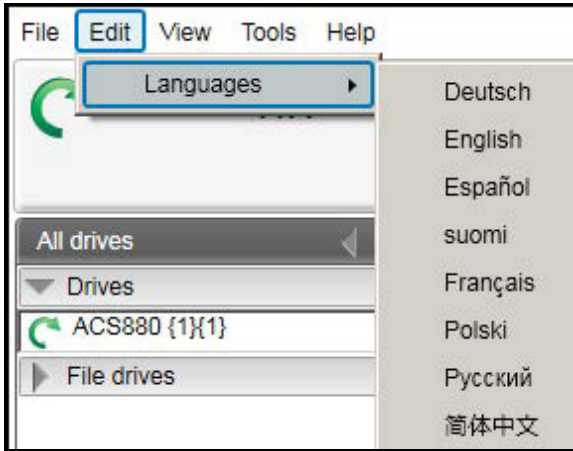 File Edit View Tools Help
Languages
Deutsch
English
Español
suomi
Français
Polski
Русский
简体中文
All drives
Drives
ACS880 {1}{1}
File drives